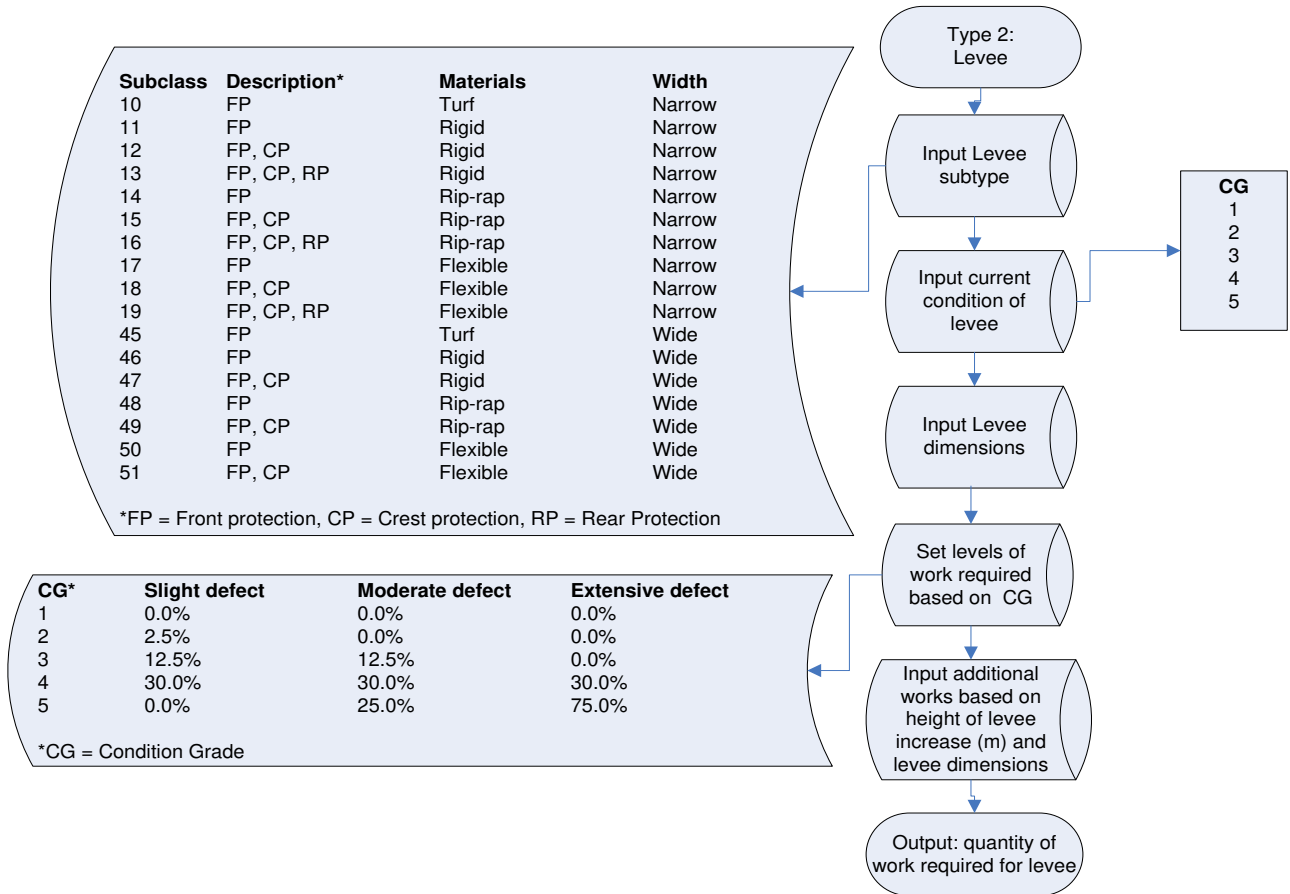 Type 2:
Levee
Subclass Description* Materials Width
10 FP Turf Narrow
11 FP Rigid Narrow
12 FP, CP Rigid Narrow
13 FP, CP, RP Rigid Narrow
14 FP Rip-rap Narrow
15 FP, CP Rip-rap Narrow
16 FP, CP, RP Rip-rap Narrow
17 FP Flexible Narrow
18 FP, CP Flexible Narrow
19 FP, CP, RP Flexible Narrow
45 FP Turf Wide
46 FP Rigid Wide
47 FP, CP Rigid Wide
48 FP Rip-rap Wide
49 FP, CP Rip-rap Wide
50 FP Flexible Wide
51 FP, CP Flexible Wide
*FP = Front protection, CP = Crest protection, RP = Rear Protection
Input Levee
subtype
CG
1
2
3
4
5
Input current
condition of
levee
Input Levee
dimensions
Set levels of
work required
based on CG
CG* Slight defect Moderate defect Extensive defect
1 0.0% 0.0% 0.0%
2 2.5% 0.0% 0.0%
3 12.5% 12.5% 0.0%
4 30.0% 30.0% 30.0%
5 0.0% 25.0% 75.0%
*CG = Condition Grade
Input additional
works based on
height of levee
increase (m) and
levee dimensions
Output: quantity of
work required for levee